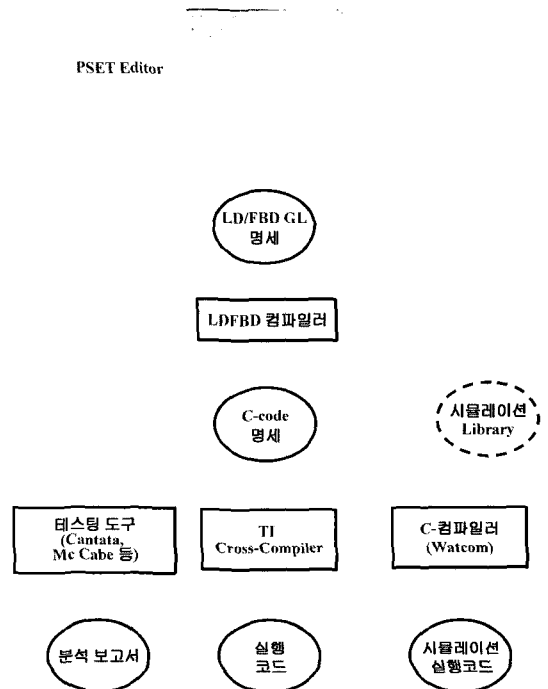 PSET Editor
LD/FBD GL
명세
LDFBD 컴파일러
C-code
명세
시뮬레이션
Library
테스팅 도구
(Cantata,
Mc Cabe 등)
TI
Cross-Compiler
C-컴파일러
(Watcom)
분석 보고서
실행
코드
시뮬레이션
실행코드